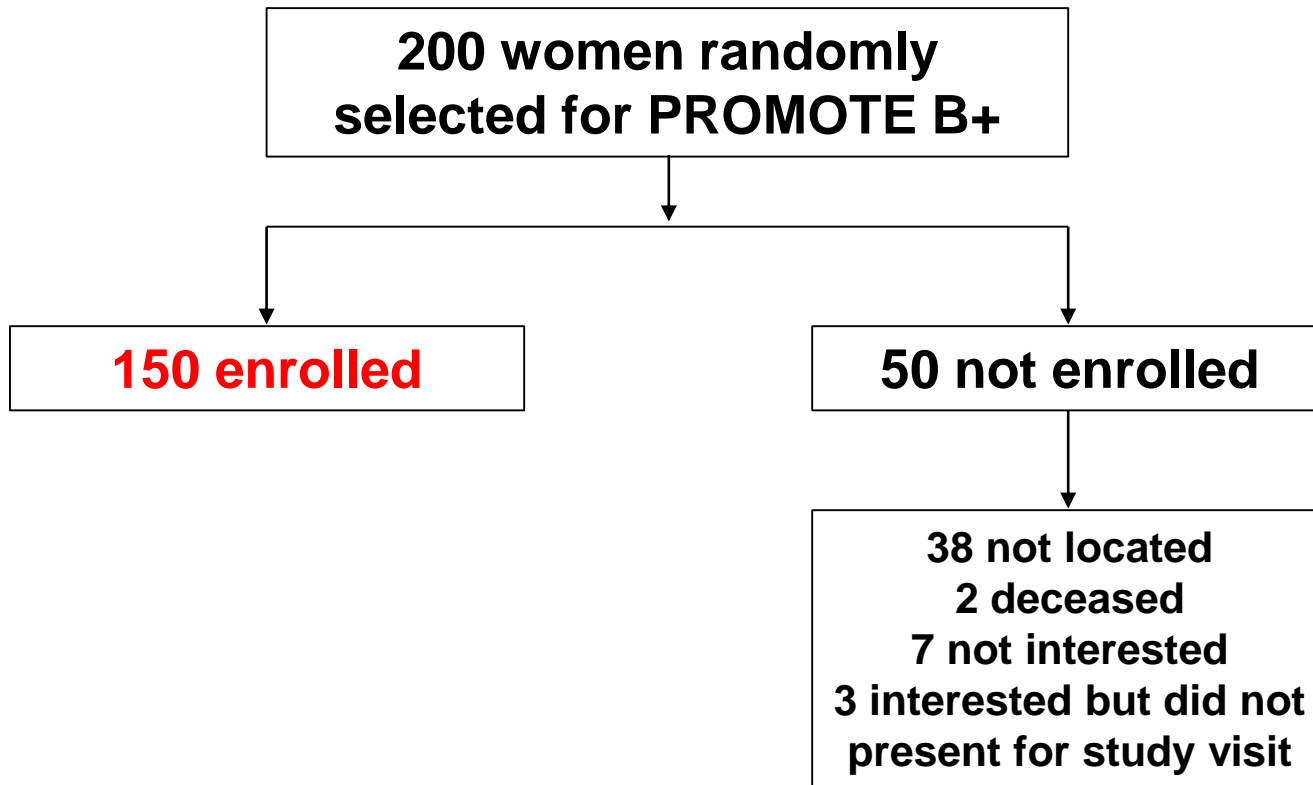 200 women randomly
selected for PROMOTE B+
150 enrolled
50 not enrolled
38 not located
2 deceased
7 not interested
3 interested but did not
present for study visit